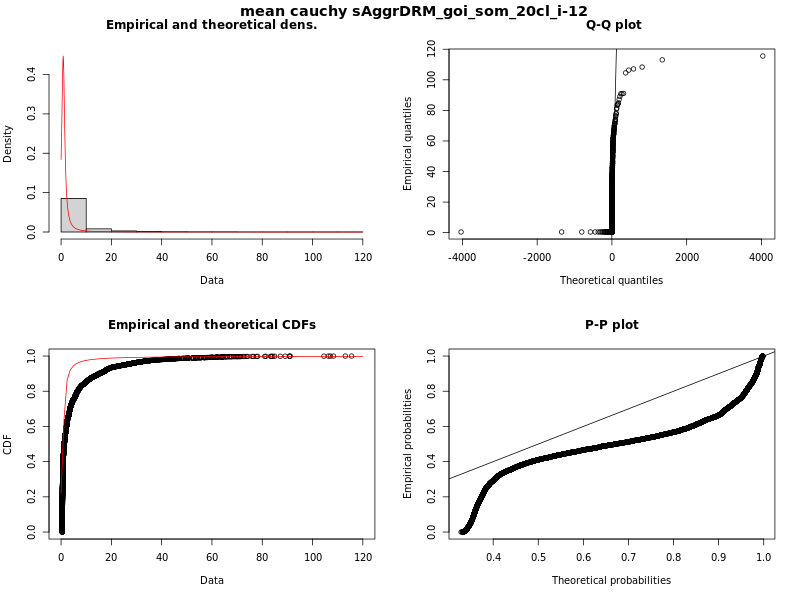 mean cauchy sAggrDRM_goi_som_20cl_i-12
Empirical and theoretical dens.
Density
0.0 0.1 0.2 0.3 0.4
0 20 40 60 80 100 120
Data
Q-Q plot
Empirical quantiles
0 20 40 60 80 100 120
-4000 -2000 0 2000 4000
Theoretical quantiles
Empirical and theoretical CDFs
CDF
0.0 0.2 0.4 0.6 0.8 1.0
0 20 40 60 80 100 120
Data
P-P plot
Empirical probabilities
0.0 0.2 0.4 0.6 0.8 1.0
0.4 0.5 0.6 0.7 0.8 0.9 1.0
Theoretical probabilities